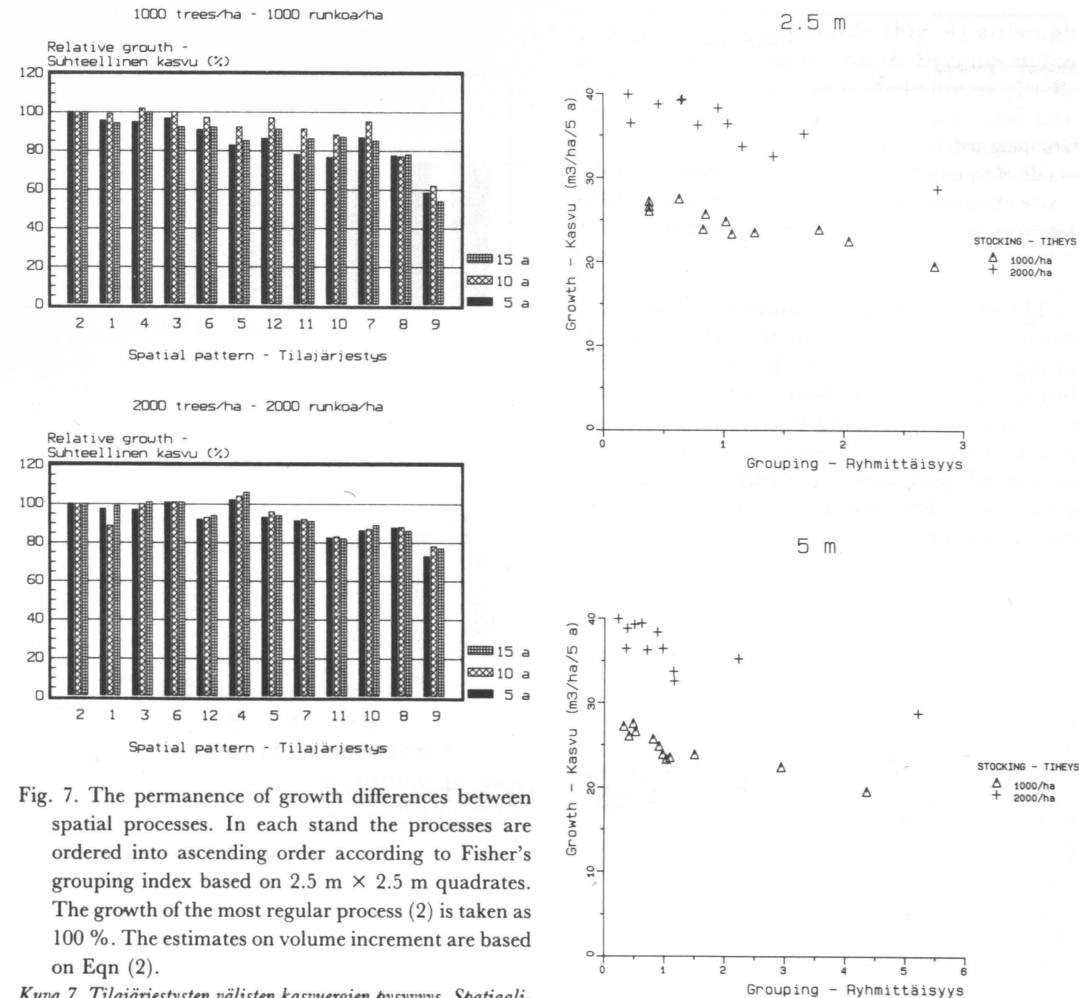 1000 trees/ha - 1000 runkoa/ha
Relative growth -
Suhteellinen kasvu (%)
120
100
80
60
40
20
0
15 a
10 a
5 a
2 1 4 3 6 5 12 11 10 7 8 9
Spatial pattern - Tilajärjestys
2000 trees/ha - 2000 runkoa/ha
Relative growth -
Suhteellinen kasvu (%)
120
100
80
60
40
20
0
15 a
10 a
5 a
2 1 3 6 12 4 5 7 11 10 8 9
Spatial pattern - Tilajärjestys
Fig. 7. The permanence of growth differences between
spatial processes. In each stand the processes are
ordered into ascending order according to Fisher's
grouping index based on 2.5 m × 2.5 m quadrates.
The growth of the most regular process (2) is taken as
100 %. The estimates on volume increment are based
on Eqn (2).
Kuva 7. Tilajärjestysten välisten kasvuerojen pysyvyys. Spatiaali-
2.5 m
Growth - Kasvu (m3/ha/5 a)
40
30
20
10
0
0 1 2 3
Grouping - Ryhmittäisyys
STOCKING - TIHEYS
1000/ha
2000/ha
5 m
Growth - Kasvu (m3/ha/5 a)
40
30
20
10
0
0 1 2 3 4 5 6
Grouping - Ryhmittäisyys
STOCKING - TIHEYS
1000/ha
2000/ha